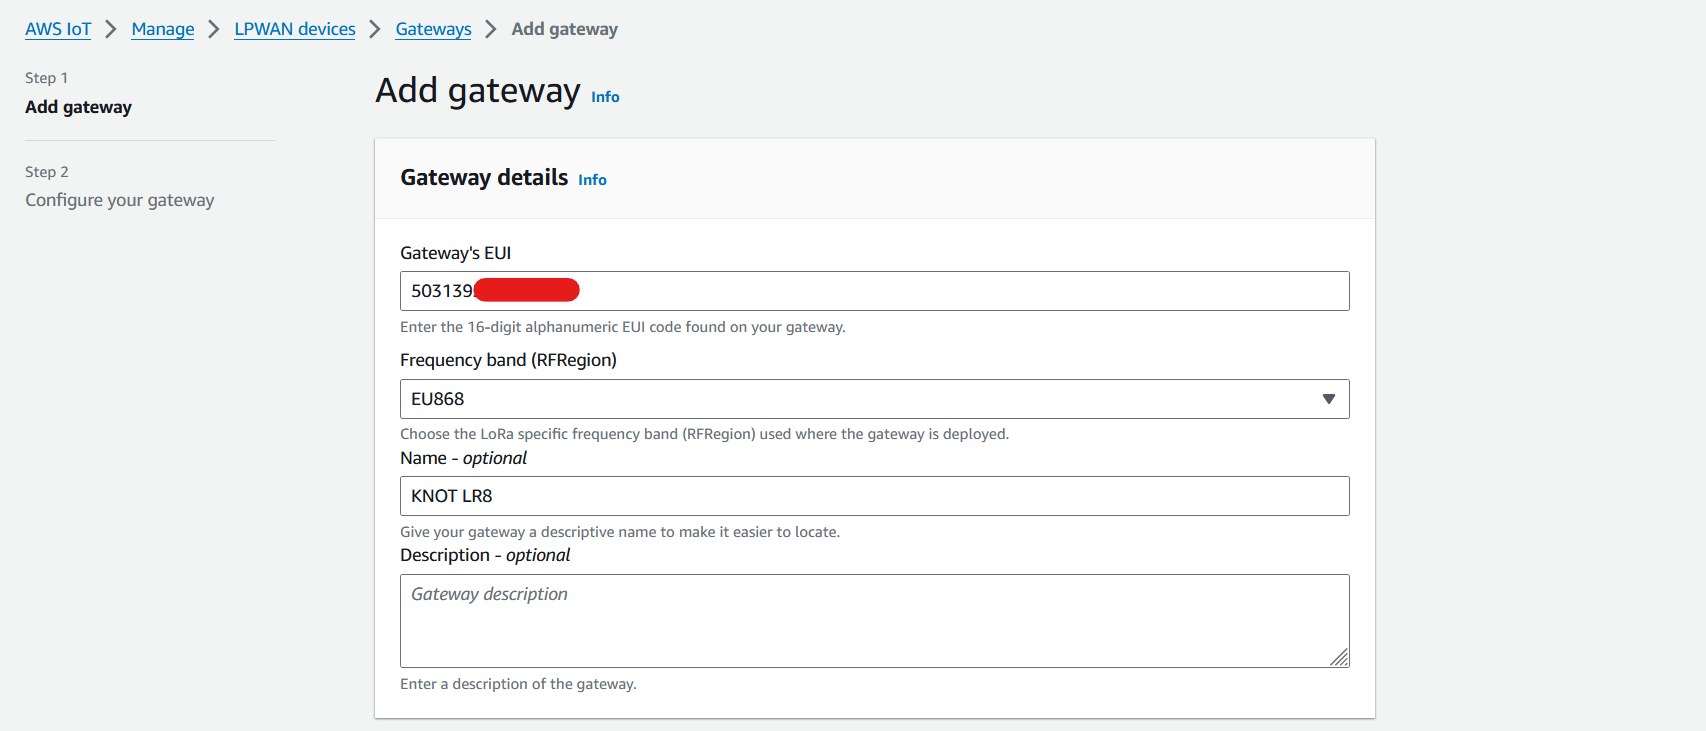 AWS IoT > Manage > LPWAN devices > Gateways > Add gateway
Step 1
Add gateway
Step 2
Configure your gateway
Add gateway Info
Gateway details Info
Gateway's EUI
503139
Enter the 16-digit alphanumeric EUI code found on your gateway.
Frequency band (RFRegion)
EU868
Choose the LoRa specific frequency band (RFRegion) used where the gateway is deployed.
Name - optional
KNOT LR8
Give your gateway a descriptive name to make it easier to locate.
Description - optional
Gateway description
Enter a description of the gateway.